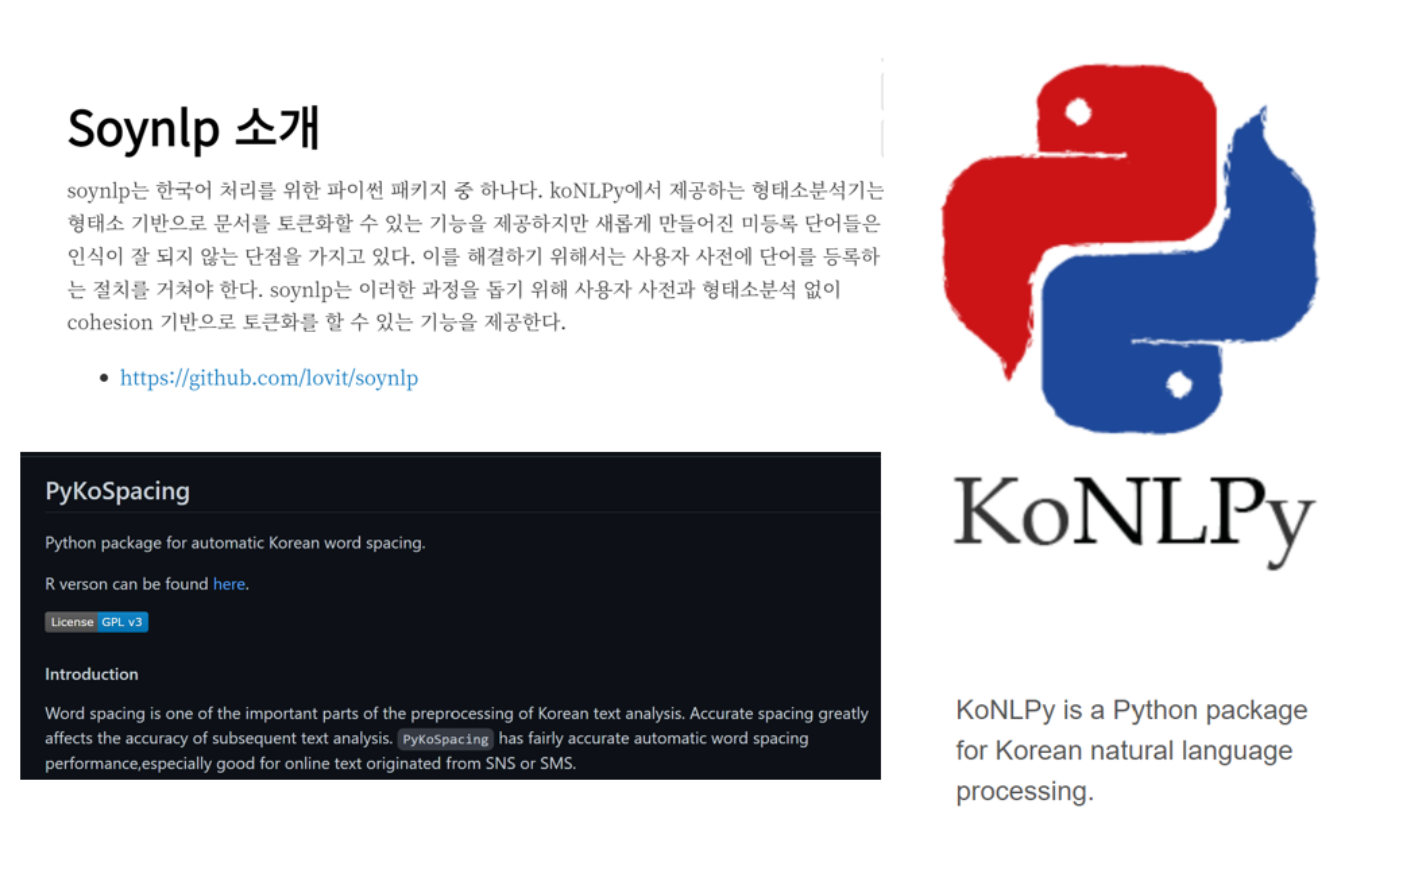 Soynlp 소개
soynlp는 한국어 처리를 위한 파이썬 패키지 중 하나다. koNLPy에서 제공하는 형태소분석기는
형태소 기반으로 문서를 토큰화할 수 있는 기능을 제공하지만 새롭게 만들어진 미등록 단어들은
인식이 잘 되지 않는 단점을 가지고 있다. 이를 해결하기 위해서는 사용자 사전에 단어를 등록하
는 절치를 거쳐야 한다. soynlp는 이러한 과정을 돕기 위해 사용자 사전과 형태소분석 없이
cohesion 기반으로 토큰화를 할 수 있는 기능을 제공한다.
https://github.com/lovit/soynlp
PyKoSpacing
Python package for automatic Korean word spacing.
R verson can be found here.
License GPL v3
Introduction
Word spacing is one of the important parts of the preprocessing of Korean text analysis. Accurate spacing greatly
affects the accuracy of subsequent text analysis. PyKoSpacing has fairly accurate automatic word spacing
performance,especially good for online text originated from SNS or SMS.
KoNLPy
KoNLPy is a Python package
for Korean natural language
processing.